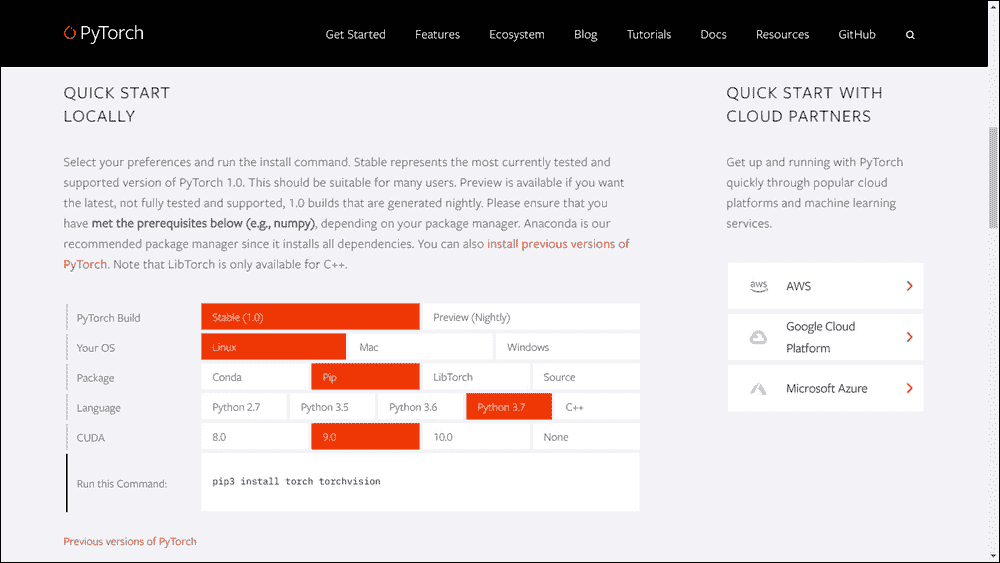 PyTorch
Get Started Features Ecosystem Blog Tutorials Docs Resources GitHub
QUICK START
LOCALLY
Select your preferences and run the install command. Stable represents the most currently tested and
supported version of PyTorch 1.0. This should be suitable for many users. Preview is available if you want
the latest, not fully tested and supported, 1.0 builds that are generated nightly. Please ensure that you
have met the prerequisites below (e.g., numpy), depending on your package manager. Anaconda is our
recommended package manager since it installs all dependencies. You can also install previous versions of
PyTorch. Note that LibTorch is only available for C++.
PyTorch Build Stable (1.0) Preview (Nightly)
Your OS Linux Mac Windows
Package Conda Pip LibTorch Source
Language Python 2.7 Python 3.5 Python 3.6 Python 3.7 C++
CUDA 8.0 9.0 10.0 None
Run this Command: pip3 install torch torchvision
Previous versions of PyTorch
QUICK START WITH
CLOUD PARTNERS
Get up and running with PyTorch
quickly through popular cloud
platforms and machine learning
services.
aws AWS
Google Cloud
Platform
Microsoft Azure